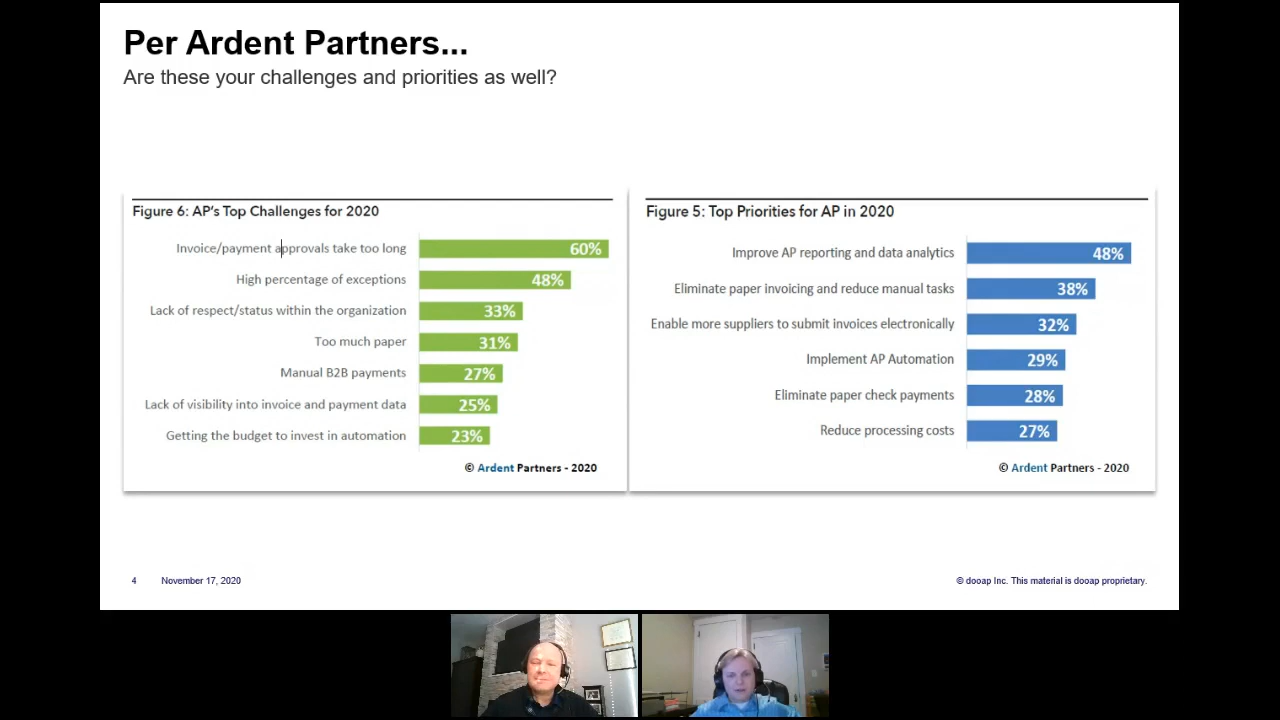 Per Ardent Partners...
Are these your challenges and priorities as well?
Figure 6: AP's Top Challenges for 2020
Invoice/payment approvals take too long 60%
High percentage of exceptions 48%
Lack of respect/status within the organization 33%
Too much paper 31%
Manual B2B payments 27%
Lack of visibility into invoice and payment data 25%
Getting the budget to invest in automation 23%
© Ardent Partners - 2020
Figure 5: Top Priorities for AP in 2020
Improve AP reporting and data analytics 48%
Eliminate paper invoicing and reduce manual tasks 38%
Enable more suppliers to submit invoices electronically 32%
Implement AP Automation 29%
Eliminate paper check payments 28%
Reduce processing costs 27%
© Ardent Partners - 2020
4 November 17, 2020
© dooap Inc. This material is dooap proprietary.